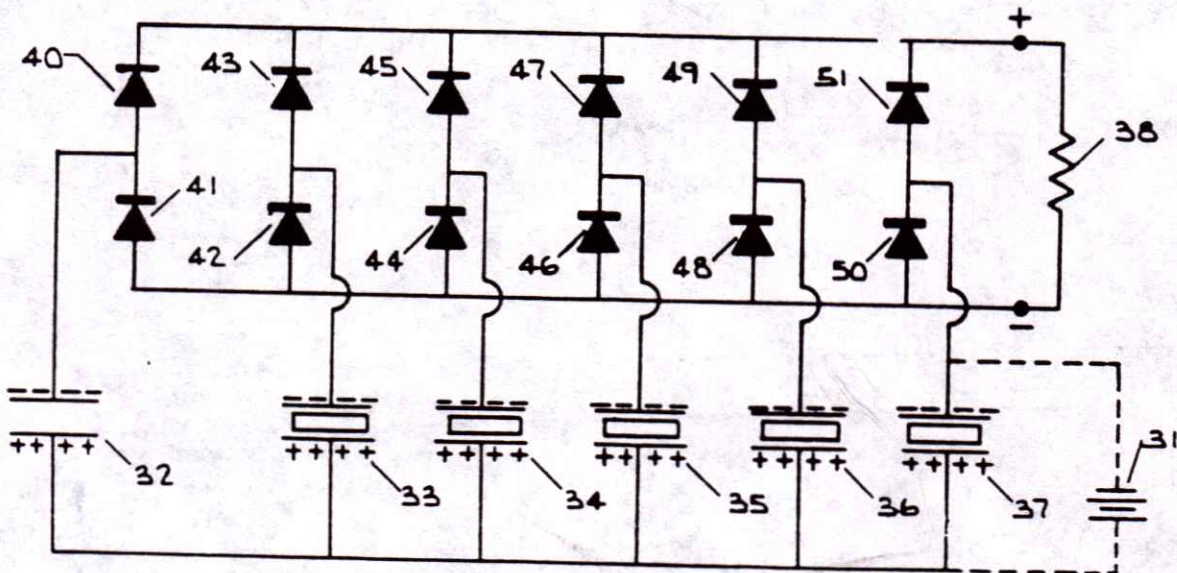 +
40 43 45 47 49 51
38
41
42 44 46 48 50
−
− − − − − − − − − − − − − − − − − − − − − − − −
31
+ + + + + + + + + + + + + + + + + + + + + + + +
32 33 34 35 36 37